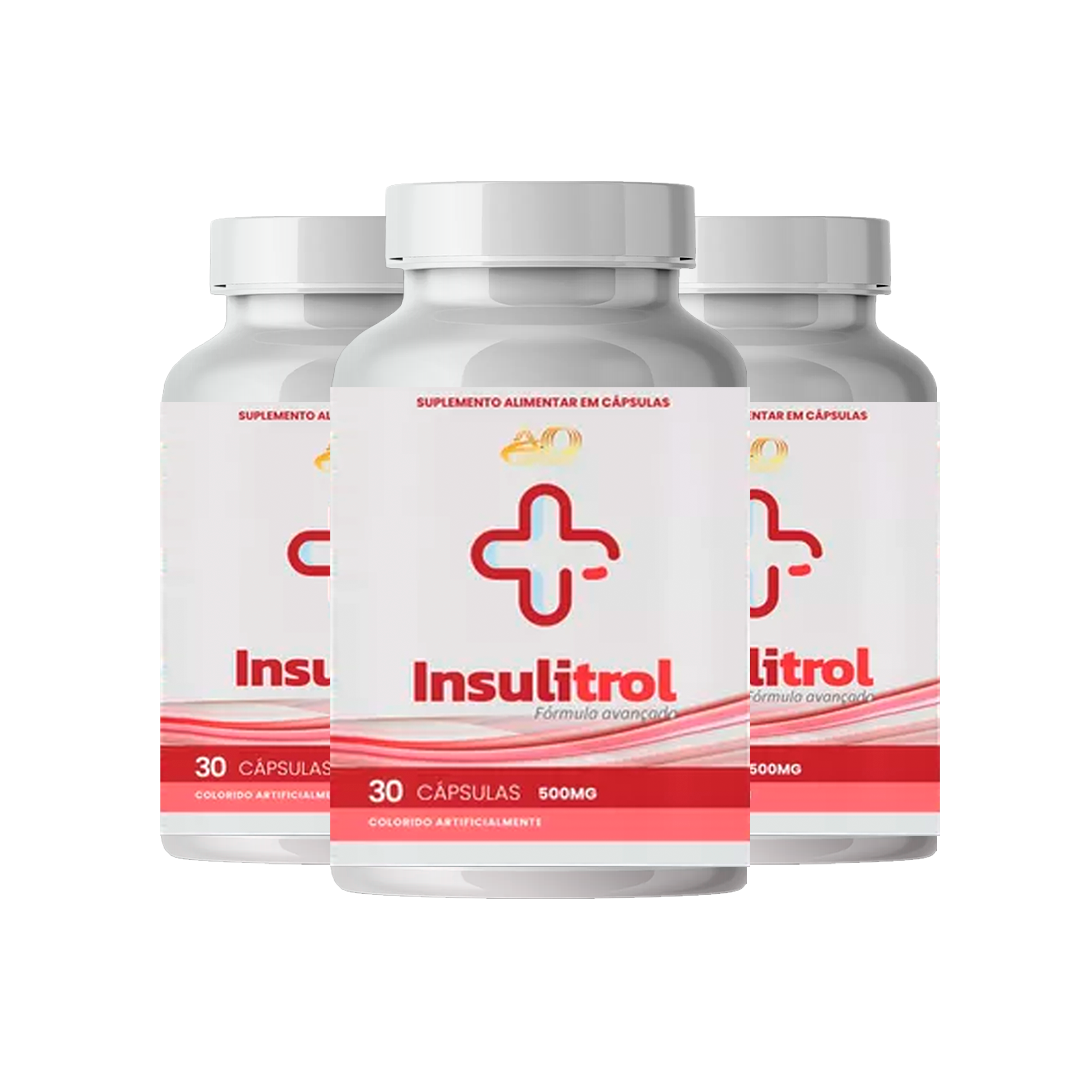 SUPLEMENTO AL
SUPLEMENTO ALIMENTAR EM CÁPSULAS
NTAR EM CÁPSULAS
Insu
Insulitrol
litrol
Fórmula avançada
Fórmula avançada
30 CÁPSULAS
30 CÁPSULAS 500MG
500MG
COLORIDO ARTIFICIALME
COLORIDO ARTIFICIALMENTE